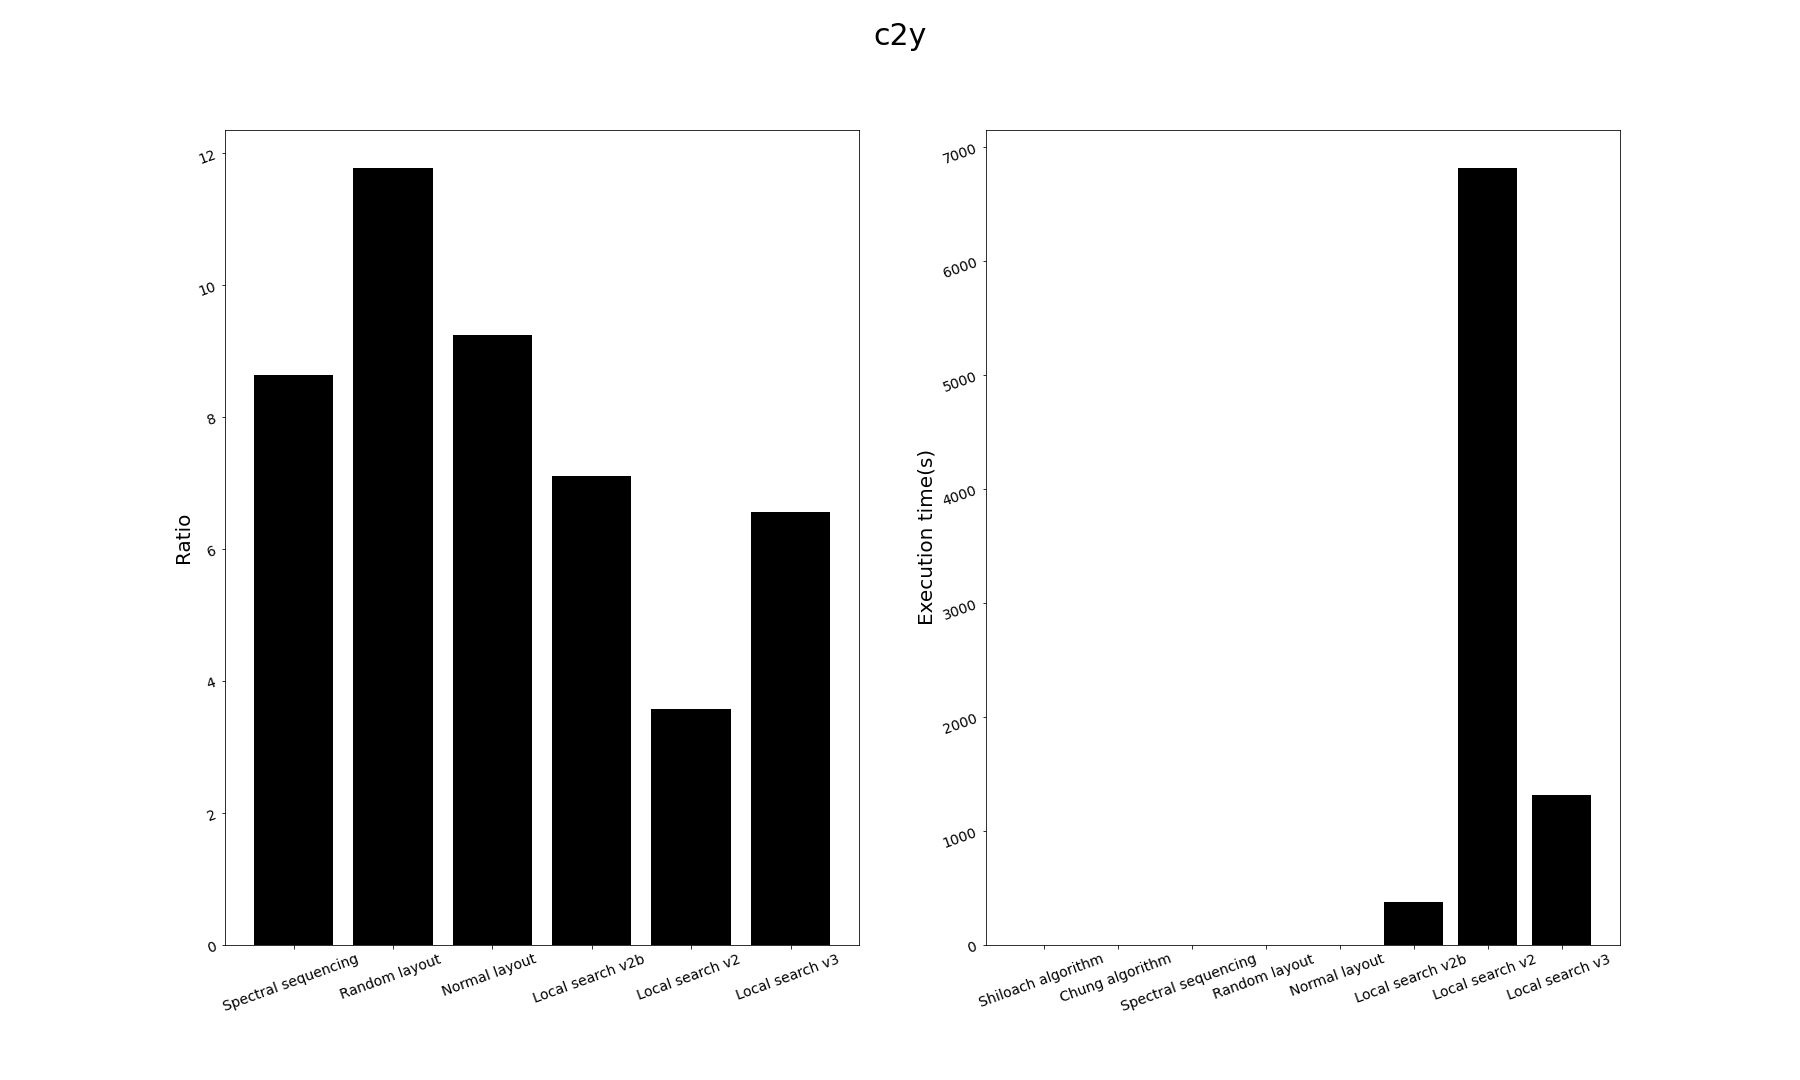 c2y
Ratio
12
10
8
6
4
2
0
Spectral sequencing
Random layout
Normal layout
Local search v2b
Local search v2
Local search v3
Execution time(s)
7000
6000
5000
4000
3000
2000
1000
0
Shiloach algorithm
Chung algorithm
Spectral sequencing
Random layout
Normal layout
Local search v2b
Local search v2
Local search v3